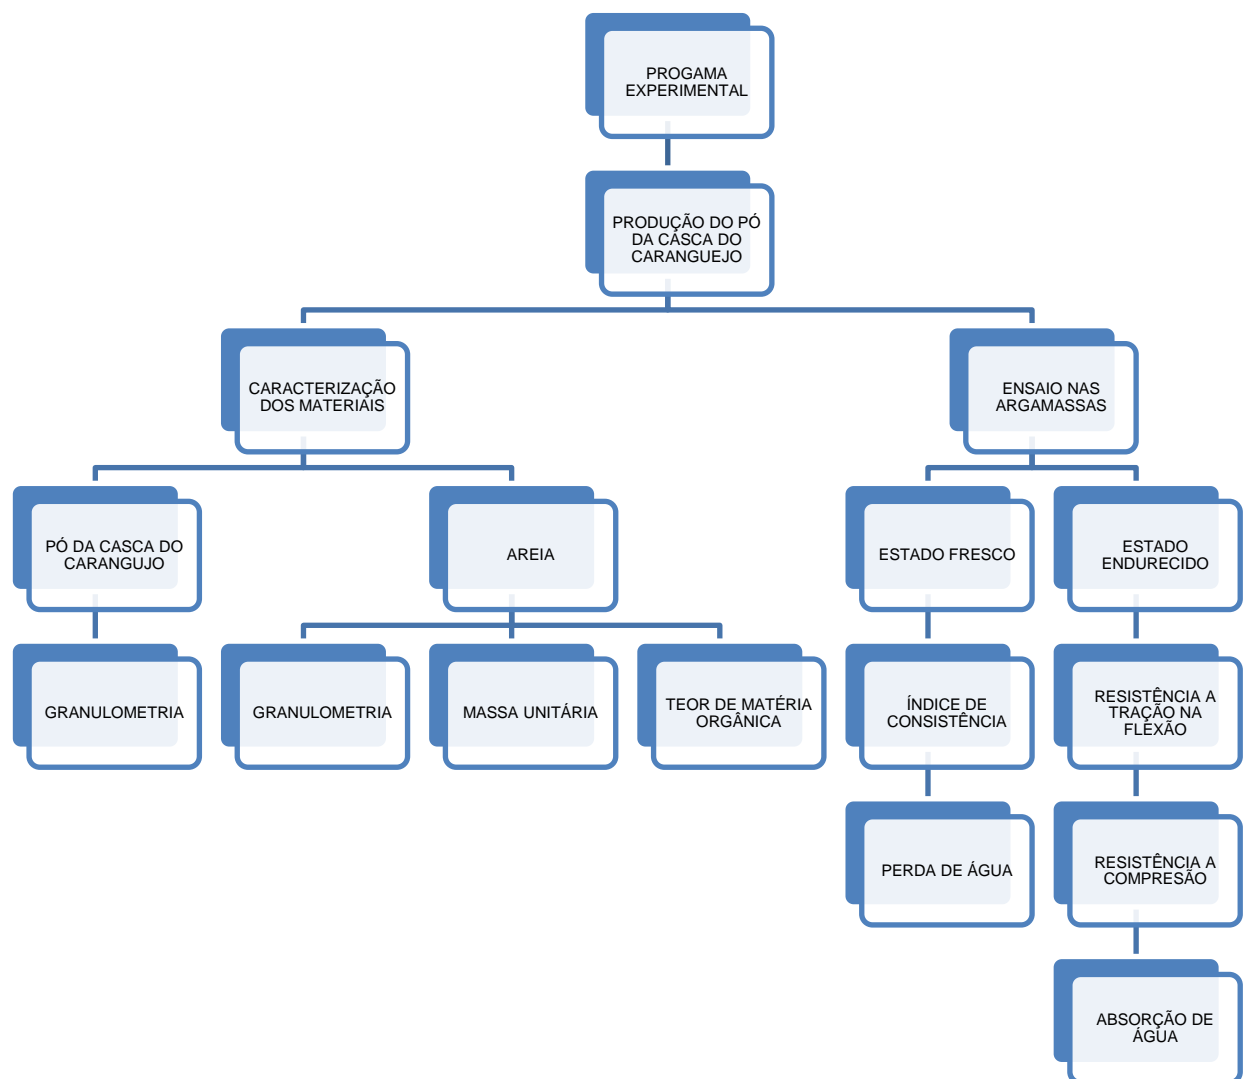 PROGAMA
EXPERIMENTAL
PRODUÇÃO DO PÓ
DA CASCA DO
CARANGUEJO
CARACTERIZAÇÃO
DOS MATERIAIS
ENSAIO NAS
ARGAMASSAS
PÓ DA CASCA DO
CARANGUJO
AREIA
ESTADO FRESCO
ESTADO
ENDURECIDO
GRANULOMETRIA
GRANULOMETRIA
MASSA UNITÁRIA
TEOR DE MATÉRIA
ORGÂNICA
ÍNDICE DE
CONSISTÊNCIA
RESISTÊNCIA A
TRAÇÃO NA
FLEXÃO
PERDA DE ÁGUA
RESISTÊNCIA A
COMPRESÃO
ABSORÇÃO DE
ÁGUA